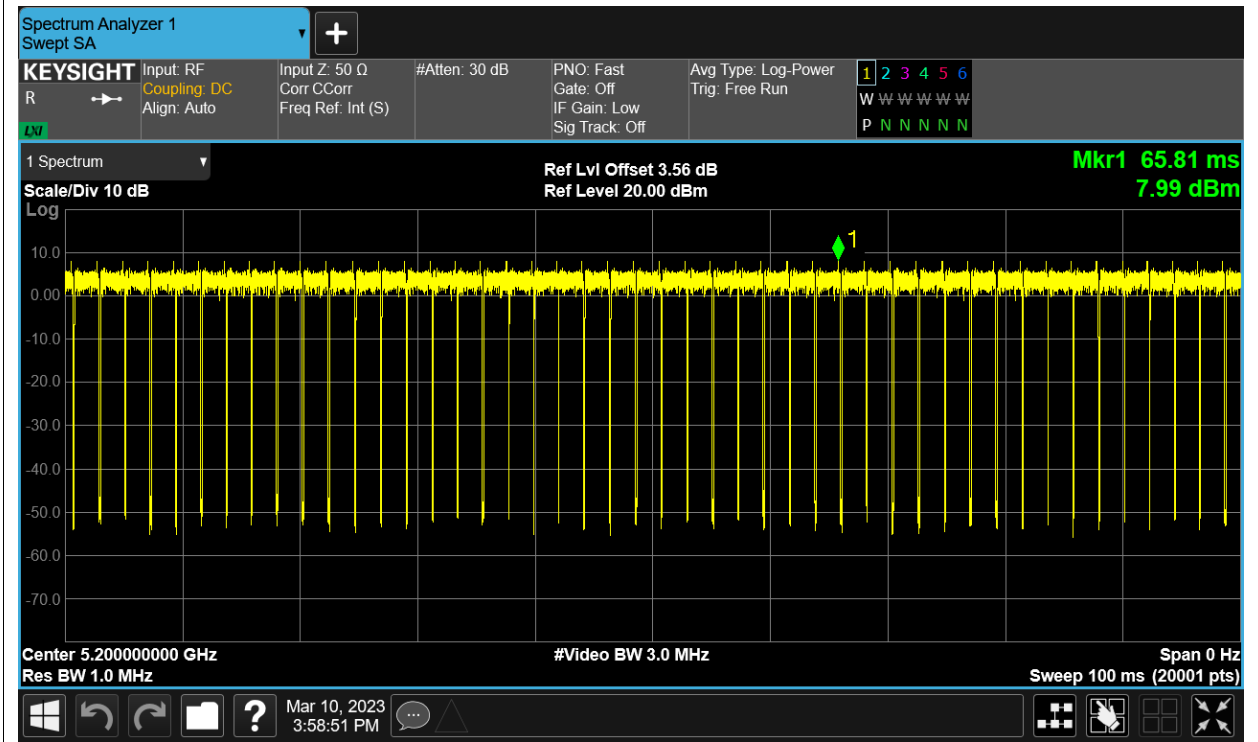 Spectrum Analyzer 1
Swept SA
KEYSIGHT
R
LXI
Input: RF
Coupling: DC
Align: Auto
Input Z: 50 Ω
Corr CCorr
Freq Ref: Int (S)
#Atten: 30 dB
PNO: Fast
Gate: Off
IF Gain: Low
Sig Track: Off
Avg Type: Log-Power
Trig: Free Run
1 2 3 4 5 6
W W W W W W
P N N N N N
1 Spectrum
Scale/Div 10 dB
Ref Lvl Offset 3.56 dB
Ref Level 20.00 dBm
Mkr1 65.81 ms
7.99 dBm
Log
1
10.0
0.00
-10.0
-20.0
-30.0
-40.0
-50.0
-60.0
-70.0
Center 5.200000000 GHz
#Video BW 3.0 MHz
Span 0 Hz
Res BW 1.0 MHz
Sweep 100 ms (20001 pts)
?
Mar 10, 2023
3:58:51 PM